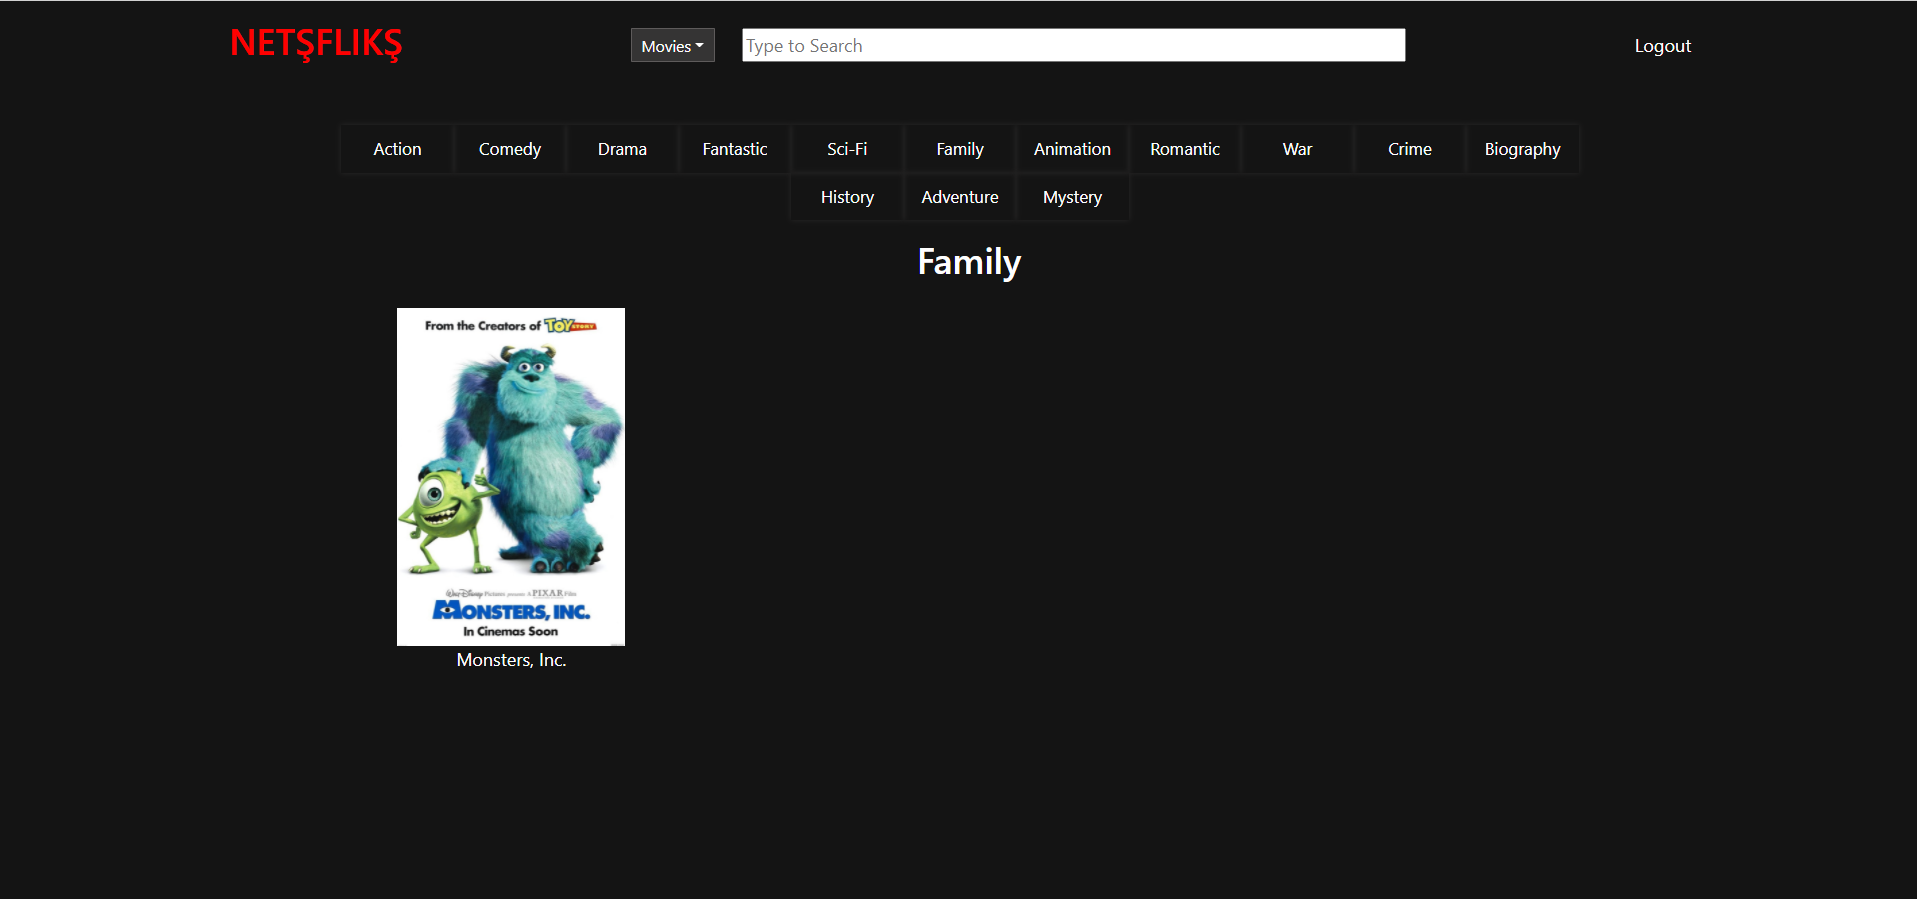 NETŞFLIKŞ
Movies
Type to Search
Logout
Action Comedy Drama Fantastic Sci-Fi Family Animation Romantic War Crime Biography
History Adventure Mystery
Family
From the Creators of TOY STORY
Walt Disney Pictures presents A PIXAR Film
MONSTERS, INC.
In Cinemas Soon
Monsters, Inc.